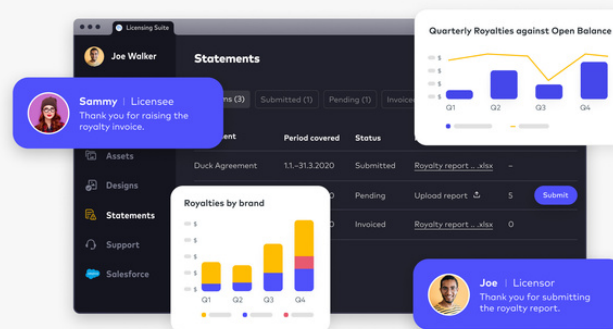 Licensing Suite
Joe Walker
Statements
Quarterly Royalties against Open Balance
$
$
$
$
Q1 Q2 Q3 Q4
Sammy | Licensee
Thank you for raising the
royalty invoice.
(3) Submitted (1) Pending (1)
Period covered Status
Duck Agreement 1.1.–31.3.2020 Submitted Royalty report .. .xlsx –
Pending Upload report 5 Submit
Invoiced Royalty report .. .xlsx 0
Assets
Designs
Statements
Support
Salesforce
Royalties by brand
$
$
$
$
$
Q1 Q2 Q3 Q4
Joe | Licensor
Thank you for submitting
the royalty report.